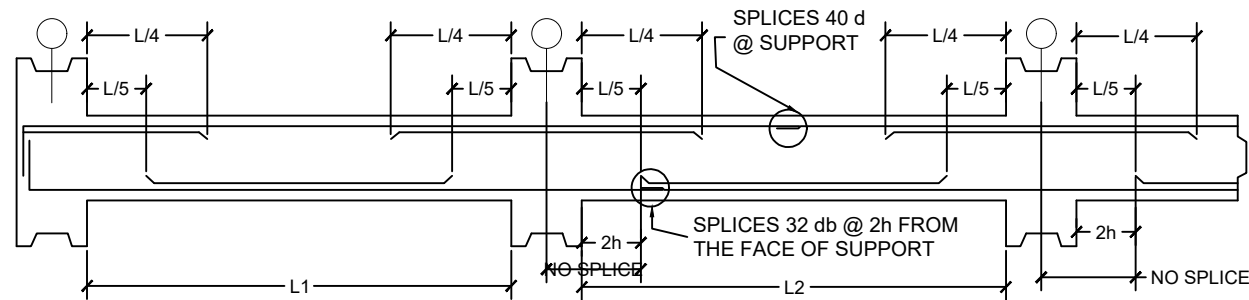 SPLICES 40 d
@ SUPPORT
L/4
L/4
L/4
L/4
L/4
L/5
L/5
L/5
L/5
L/5
SPLICES 32 db @ 2h FROM
THE FACE OF SUPPORT
2h
2h
NO SPLICE
NO SPLICE
L1
L2